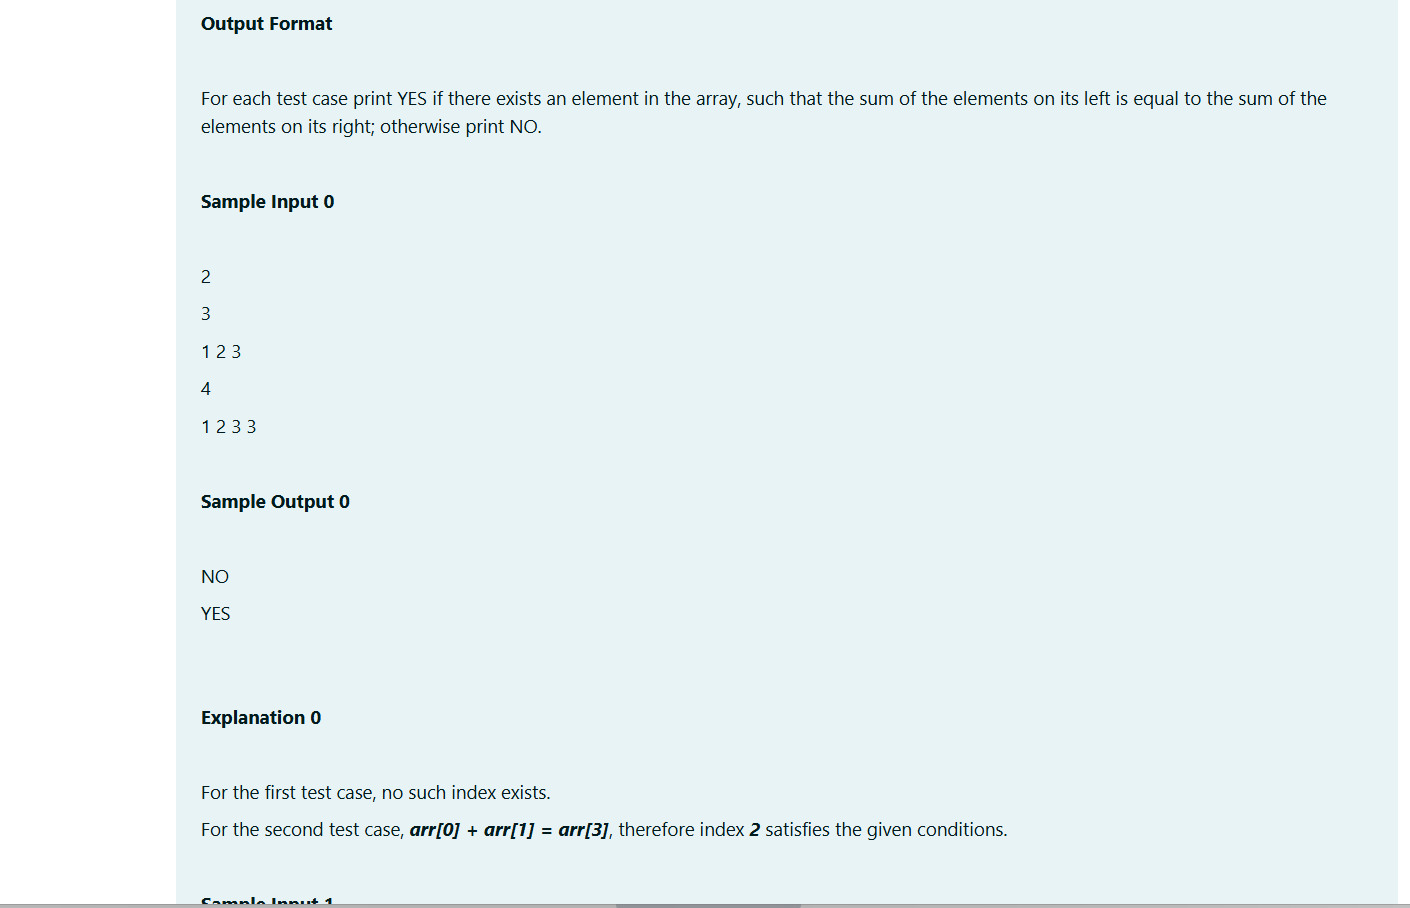 Output Format
For each test case print YES if there exists an element in the array, such that the sum of the elements on its left is equal to the sum of the
elements on its right; otherwise print NO.
Sample Input 0
2
3
1 2 3
4
1 2 3 3
Sample Output 0
NO
YES
Explanation 0
For the first test case, no such index exists.
For the second test case, arr[0] + arr[1] = arr[3], therefore index 2 satisfies the given conditions.
Sample Input 1